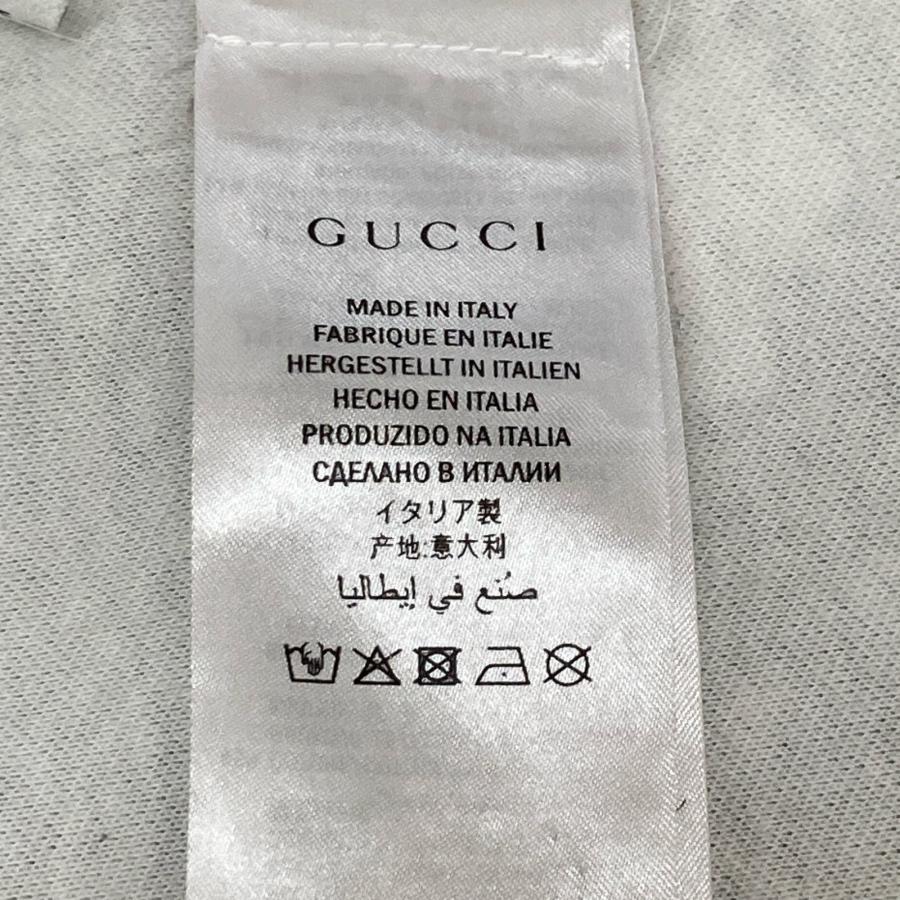 GUCCI
MADE IN ITALY
FABRIQUE EN ITALIE
HERGESTELLT IN ITALIEN
HECHO EN ITALIA
PRODUZIDO NA ITALIA
СДЕЛАНО В ИТАЛИИ
イタリア製
产地:意大利
صُنع في إيطاليا